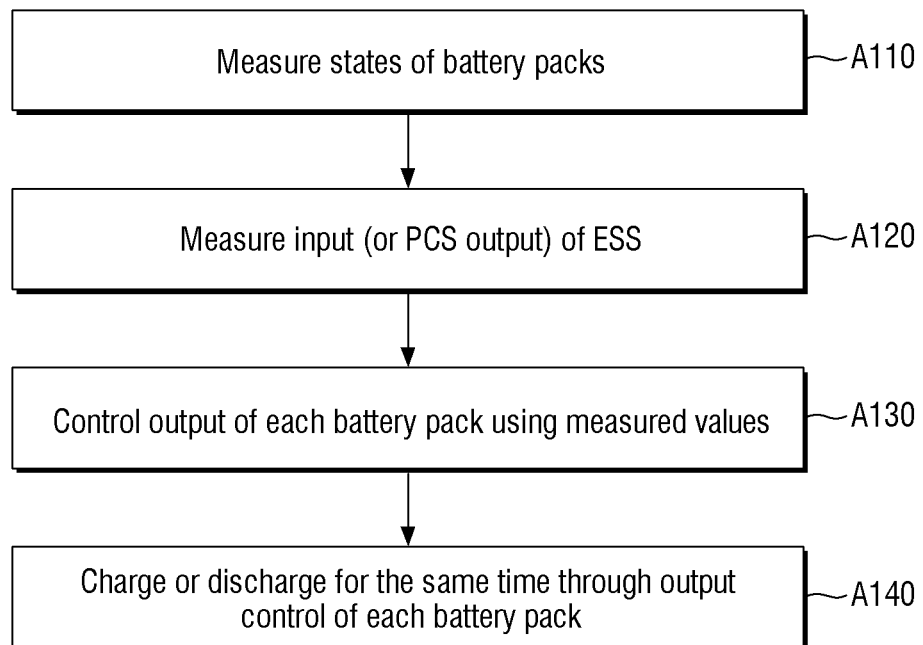 Measure states of battery packs
A110
Measure input (or PCS output) of ESS
A120
Control output of each battery pack using measured values
A130
Charge or discharge for the same time through output
control of each battery pack
A140